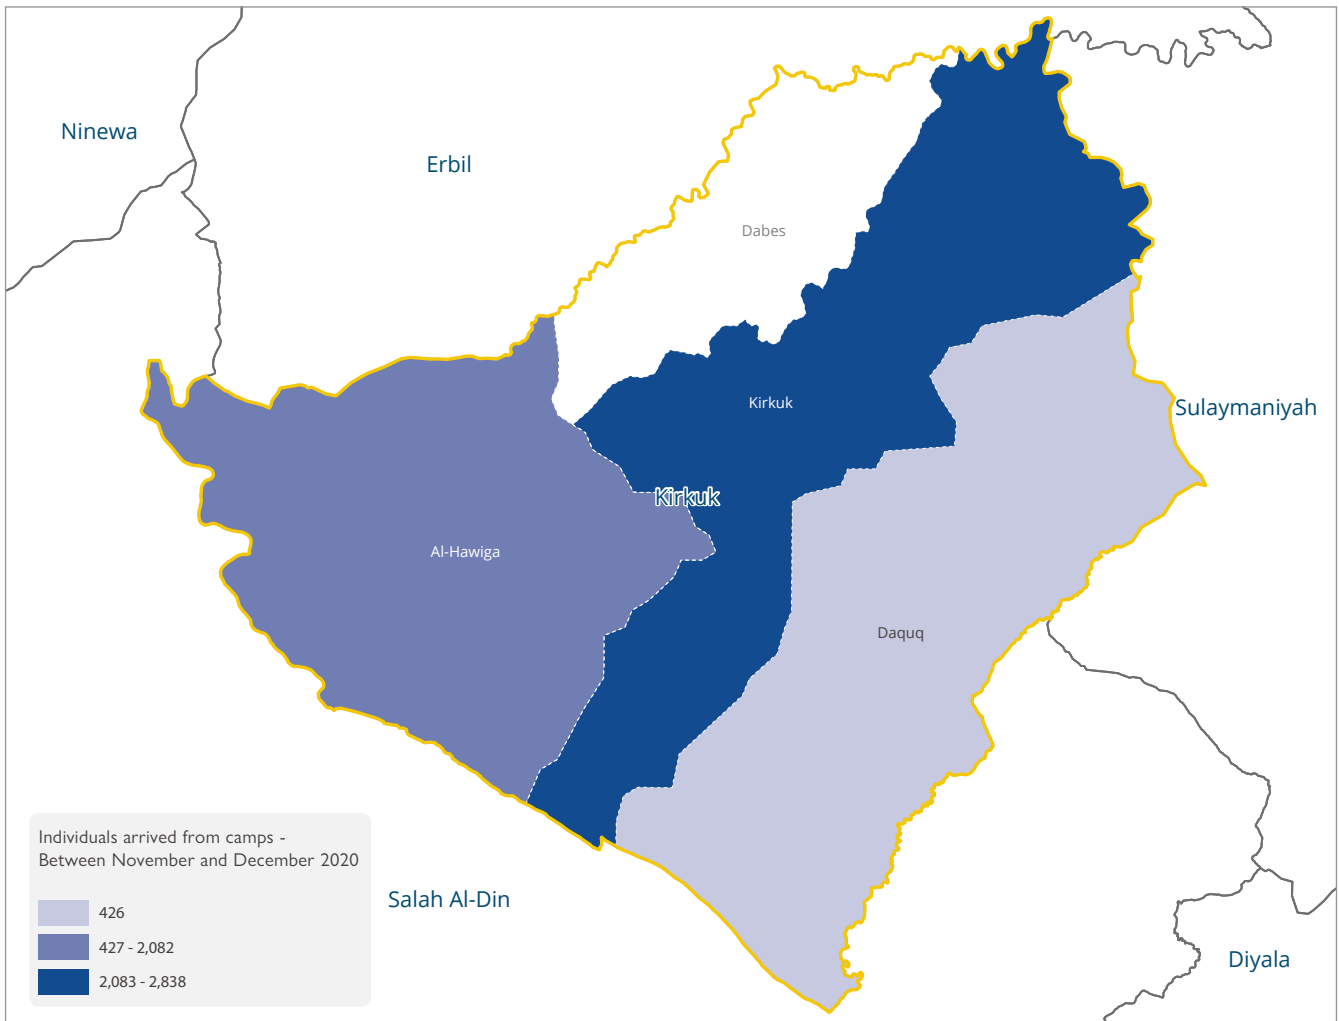 Ninewa
Erbil
Dabes
Kirkuk
Sulaymaniyah
Kirkuk
Al-Hawiga
Daquq
Individuals arrived from camps -
Between November and December 2020
426
427 - 2,082
2,083 - 2,838
Salah Al-Din
Diyala